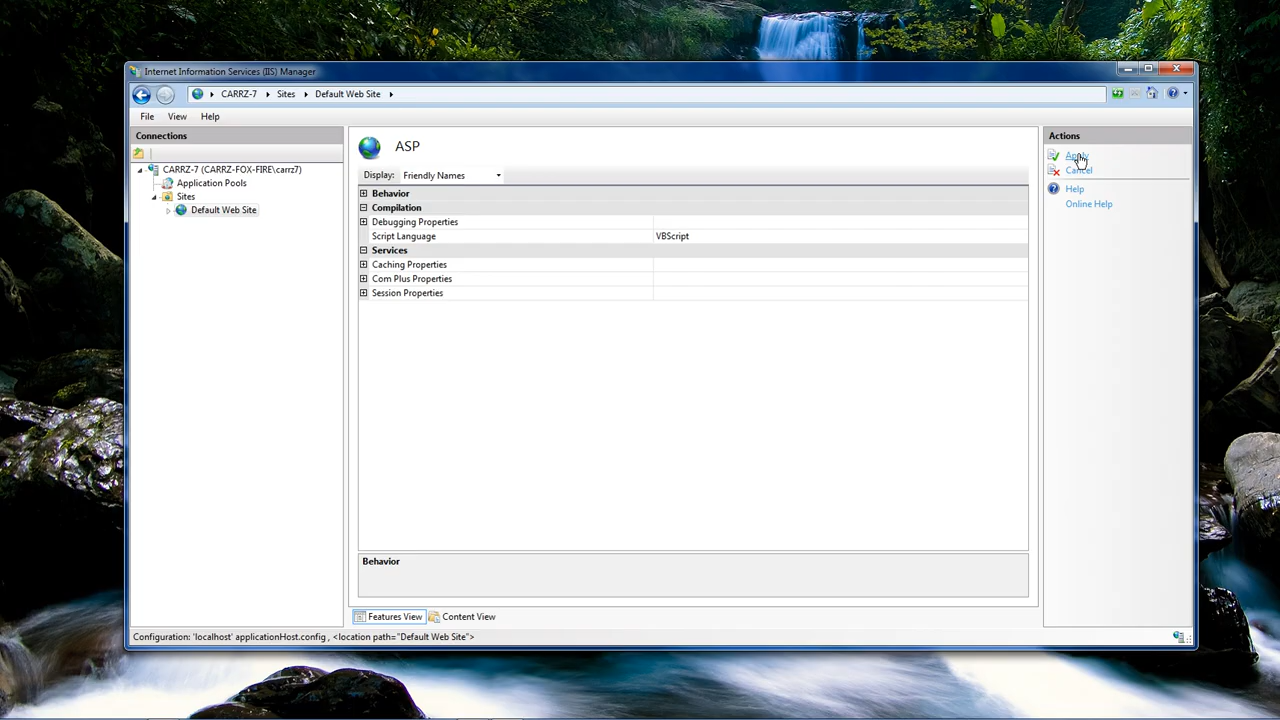 Internet Information Services (IIS) Manager
CARRZ-7 Sites Default Web Site
File View Help
Connections
CARRZ-7 (CARRZ-FOX-FIRE\carrz7)
Application Pools
Sites
Default Web Site
ASP
Display: Friendly Names
Behavior
Compilation
Debugging Properties
Script Language VBScript
Services
Caching Properties
Com Plus Properties
Session Properties
Behavior
Features View Content View
Actions
Apply
Cancel
Help
Online Help
Configuration: 'localhost' applicationHost.config , <location path="Default Web Site">